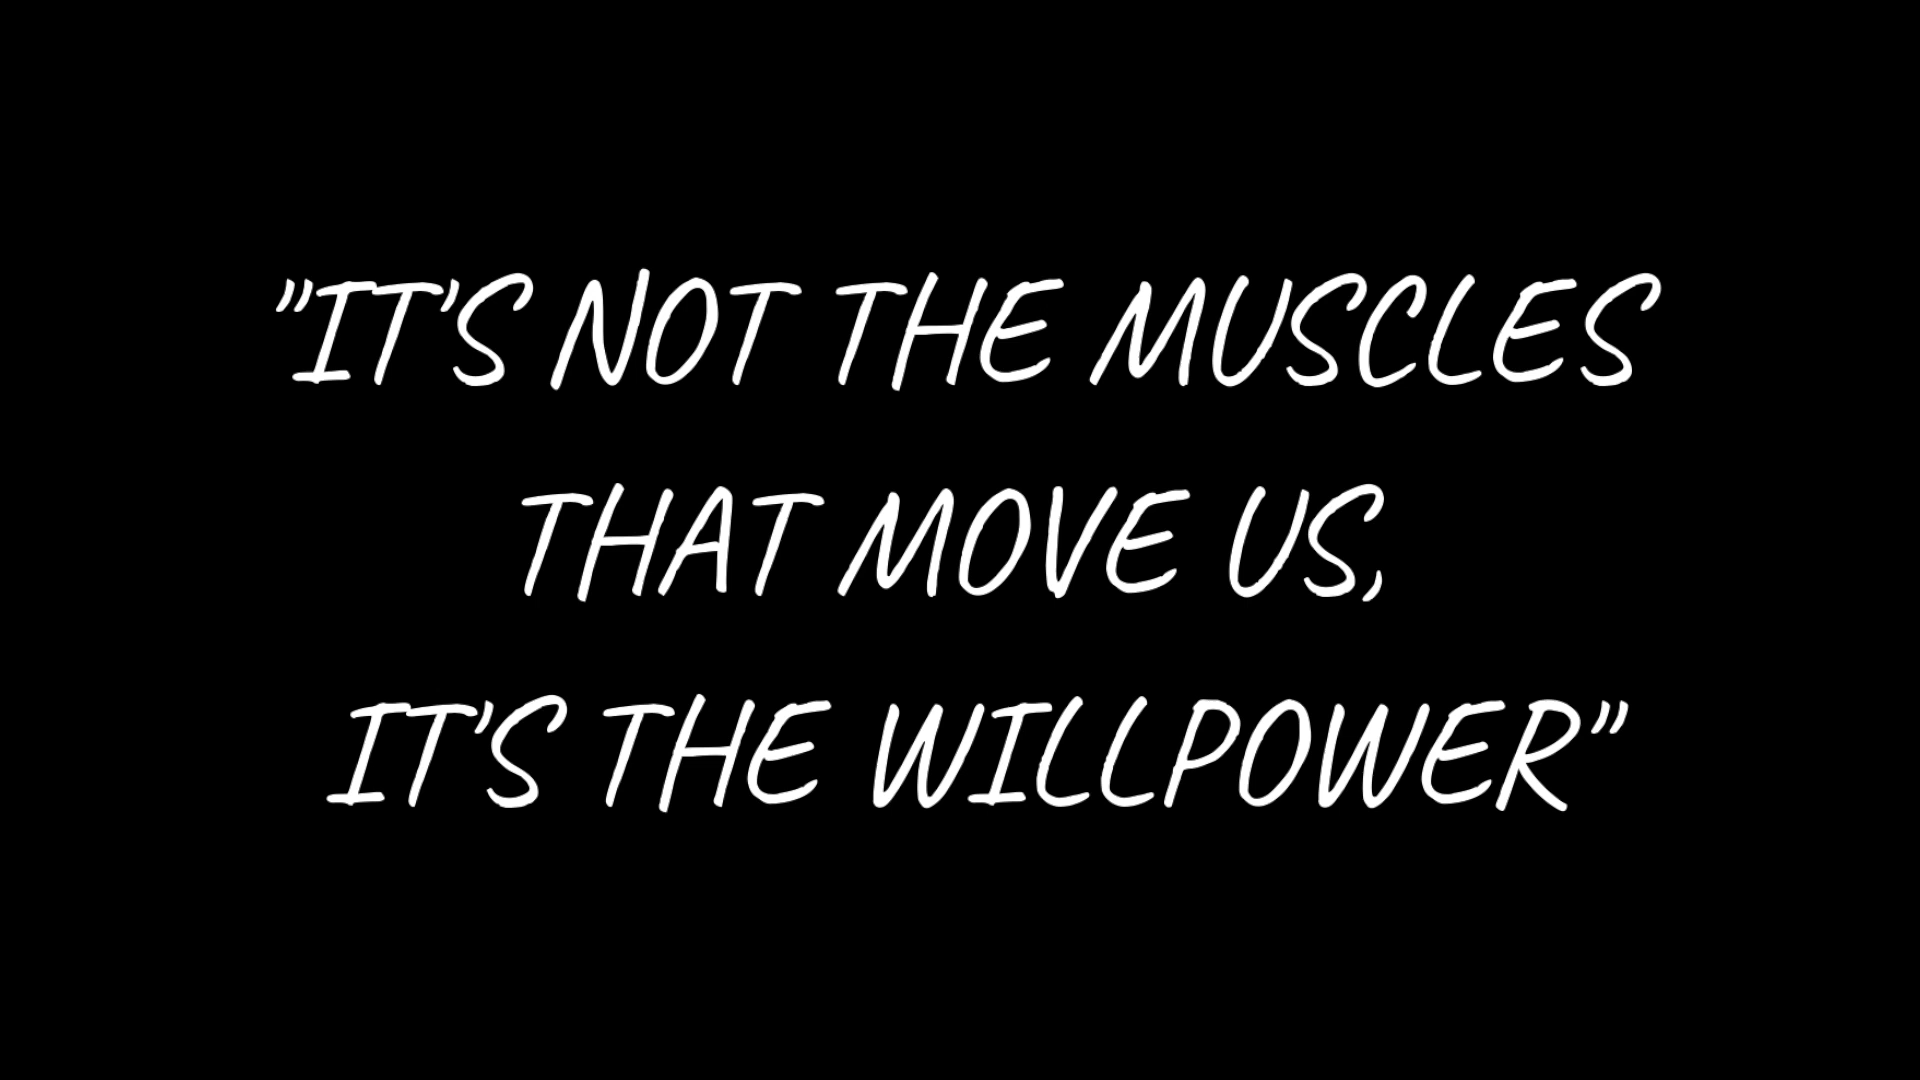 "IT'S NOT THE MUSCLES
THAT MOVE US,
IT'S THE WILLPOWER"